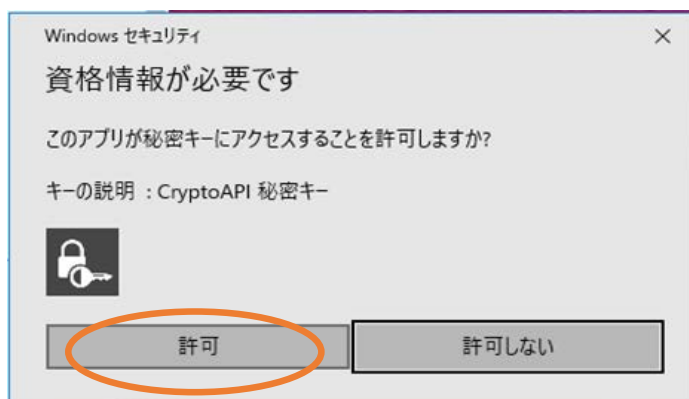 Windows セキュリティ
資格情報が必要です
このアプリが秘密キーにアクセスすることを許可しますか?
キーの説明 : CryptoAPI 秘密キー
許可
許可しない